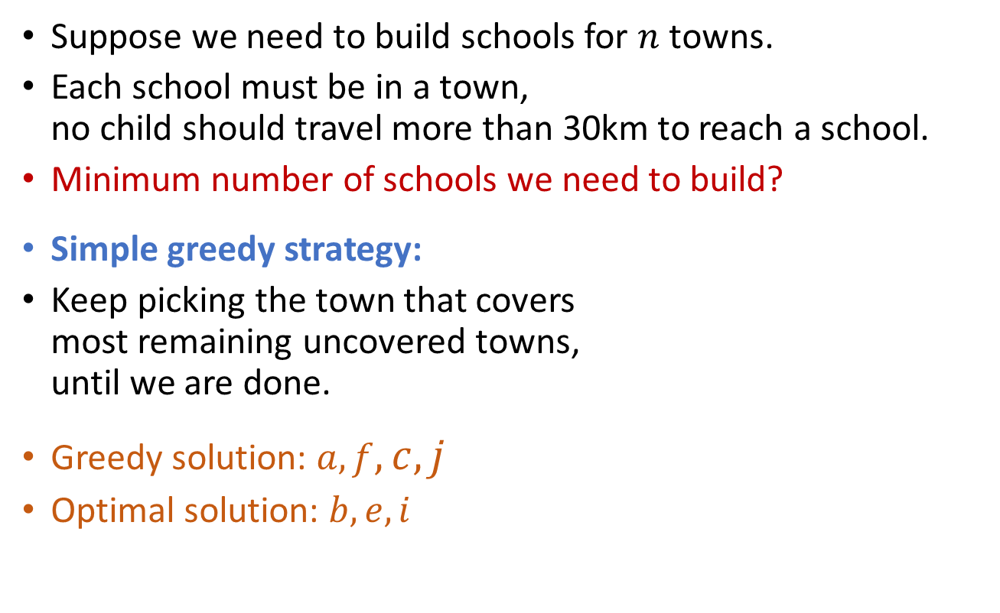 • Suppose we need to build schools for n towns.
• Each school must be in a town,
no child should travel more than 30km to reach a school.
• Minimum number of schools we need to build?
• Simple greedy strategy:
• Keep picking the town that covers
most remaining uncovered towns,
until we are done.
• Greedy solution: a, f, c, j
• Optimal solution: b, e, i